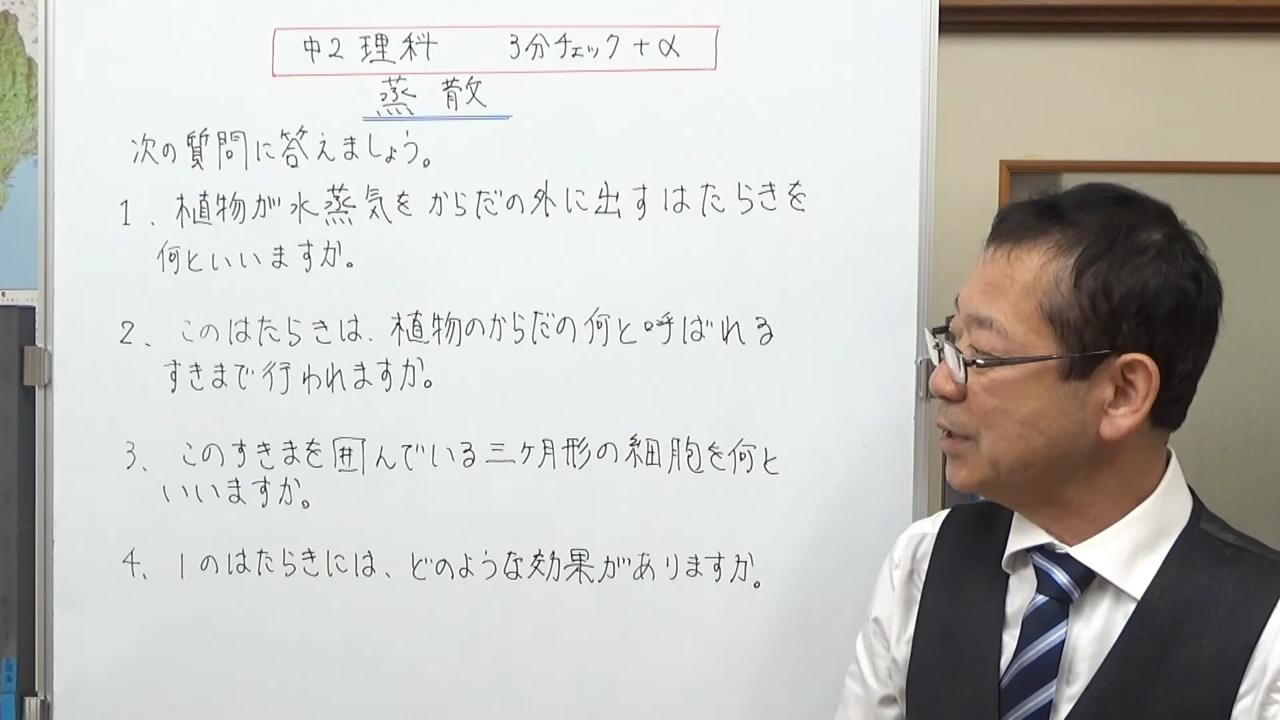 中2 理科 3分チェック+α
蒸散
次の質問に答えましょう。
1. 植物が水蒸気をからだの外に出すはたらきを
何といいますか。
2、このはたらきは、植物のからだの何と呼ばれる
すきまで行われますか。
3、このすきまを囲んでいる三ヶ月形の細胞を何と
いいますか。
4、1のはたらきには、どのような効果がありますか。